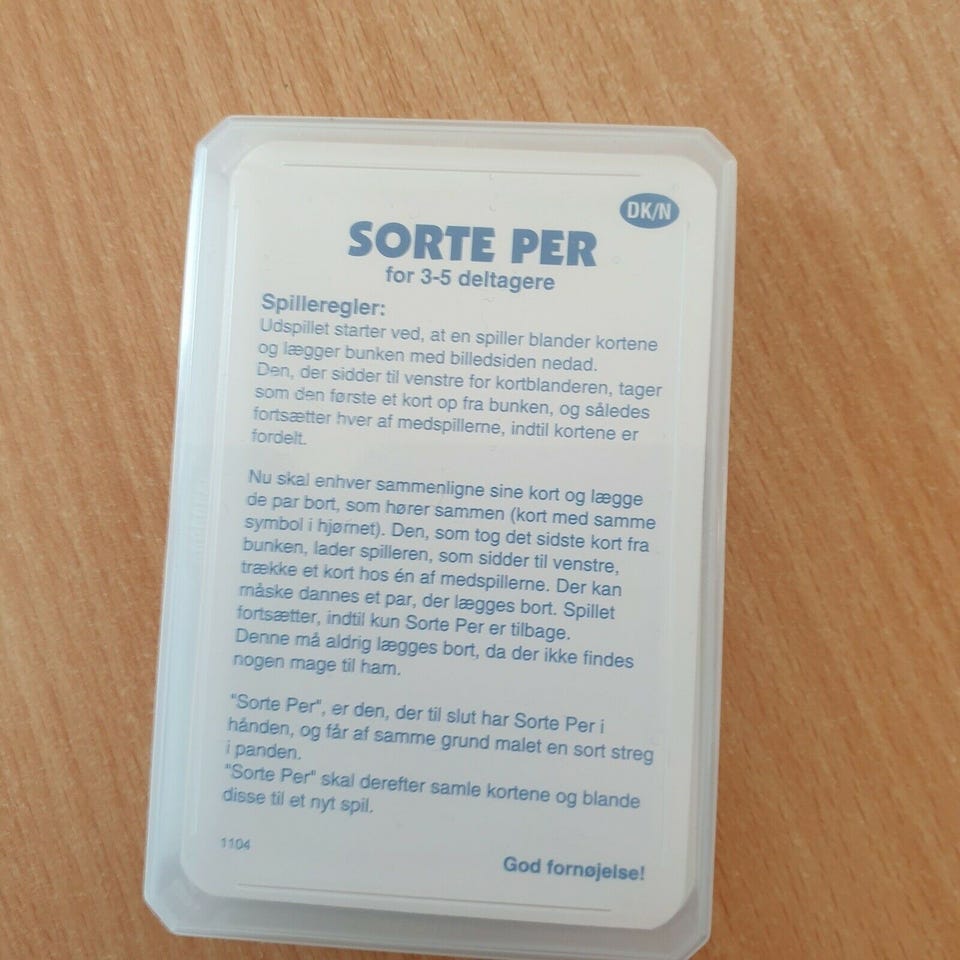 DK/N
SORTE PER
for 3-5 deltagere
Spilleregler:
Udspillet starter ved, at en spiller blander kortene
og lægger bunken med billedsiden nedad.
Den, der sidder til venstre for kortblanderen, tager
som den første et kort op fra bunken, og således
fortsætter hver af medspillerne, indtil kortene er
fordelt.
Nu skal enhver sammenligne sine kort og lægge
de par bort, som hører sammen (kort med samme
symbol i hjørnet). Den, som tog det sidste kort fra
bunken, lader spilleren, som sidder til venstre,
trække et kort hos én af medspillerne. Der kan
måske dannes et par, der lægges bort. Spillet
fortsætter, indtil kun Sorte Per er tilbage.
Denne må aldrig lægges bort, da der ikke findes
nogen mage til ham.
"Sorte Per", er den, der til slut har Sorte Per i
hånden, og får af samme grund malet en sort streg
i panden.
"Sorte Per" skal derefter samle kortene og blande
disse til et nyt spil.
1104
God fornøjelse!